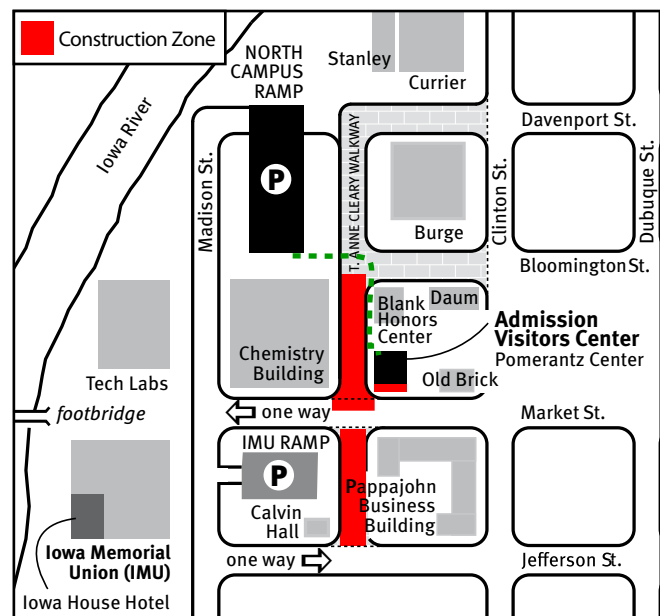 Construction Zone
NORTH
CAMPUS
RAMP
Stanley
Currier
Iowa River
Davenport St.
Madison St.
P
T. ANNE CLEARY WALKWAY
Burge
Clinton St.
Dubuque St.
Bloomington St.
Blank
Honors
Center
Daum
Admission
Visitors Center
Pomerantz Center
Chemistry
Building
Old Brick
Tech Labs
footbridge
one way
Market St.
IMU RAMP
P
Calvin
Hall
Pappajohn
Business
Building
Iowa Memorial
Union (IMU)
one way
Jefferson St.
Iowa House Hotel